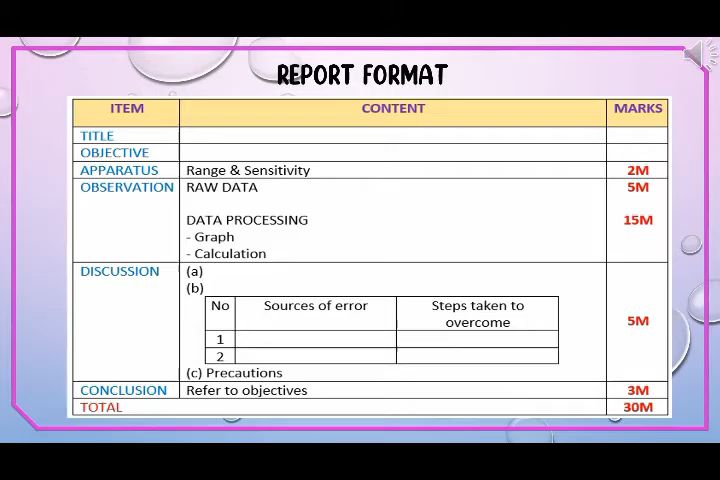 REPORT FORMAT
ITEM CONTENT MARKS
TITLE
OBJECTIVE
APPARATUS Range & Sensitivity 2M
OBSERVATION RAW DATA 5M
DATA PROCESSING 15M
- Graph
- Calculation
DISCUSSION (a)
(b)
No Sources of error Steps taken to
overcome
5M
1
2
(c) Precautions
CONCLUSION Refer to objectives 3M
TOTAL 30M